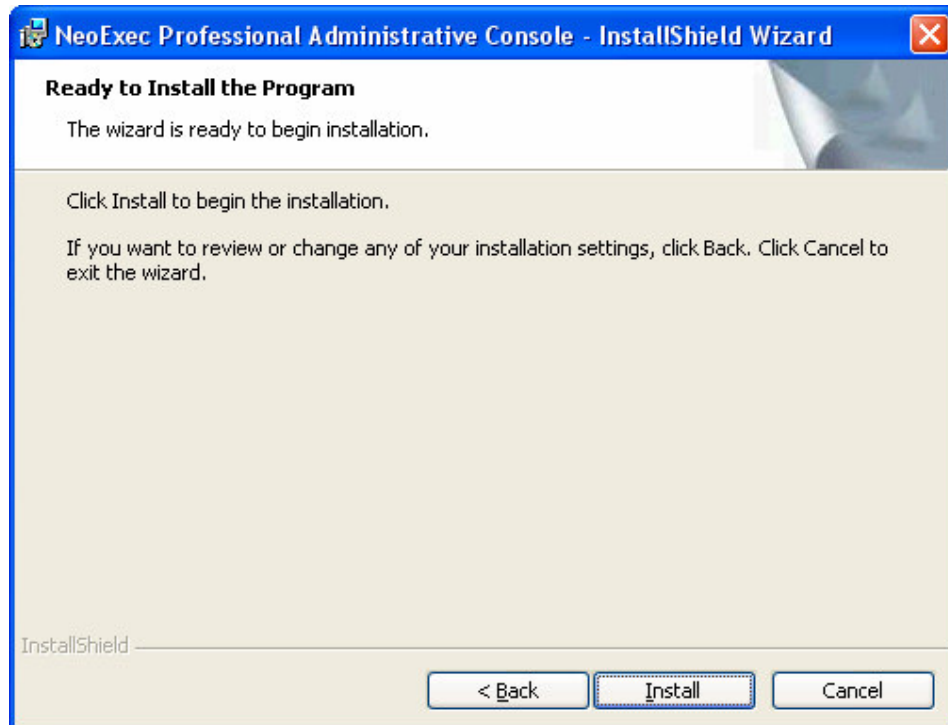 NeoExec Professional Administrative Console - InstallShield Wizard
Ready to Install the Program
The wizard is ready to begin installation.
Click Install to begin the installation.
If you want to review or change any of your installation settings, click Back. Click Cancel to
exit the wizard.
InstallShield
< Back
Install
Cancel